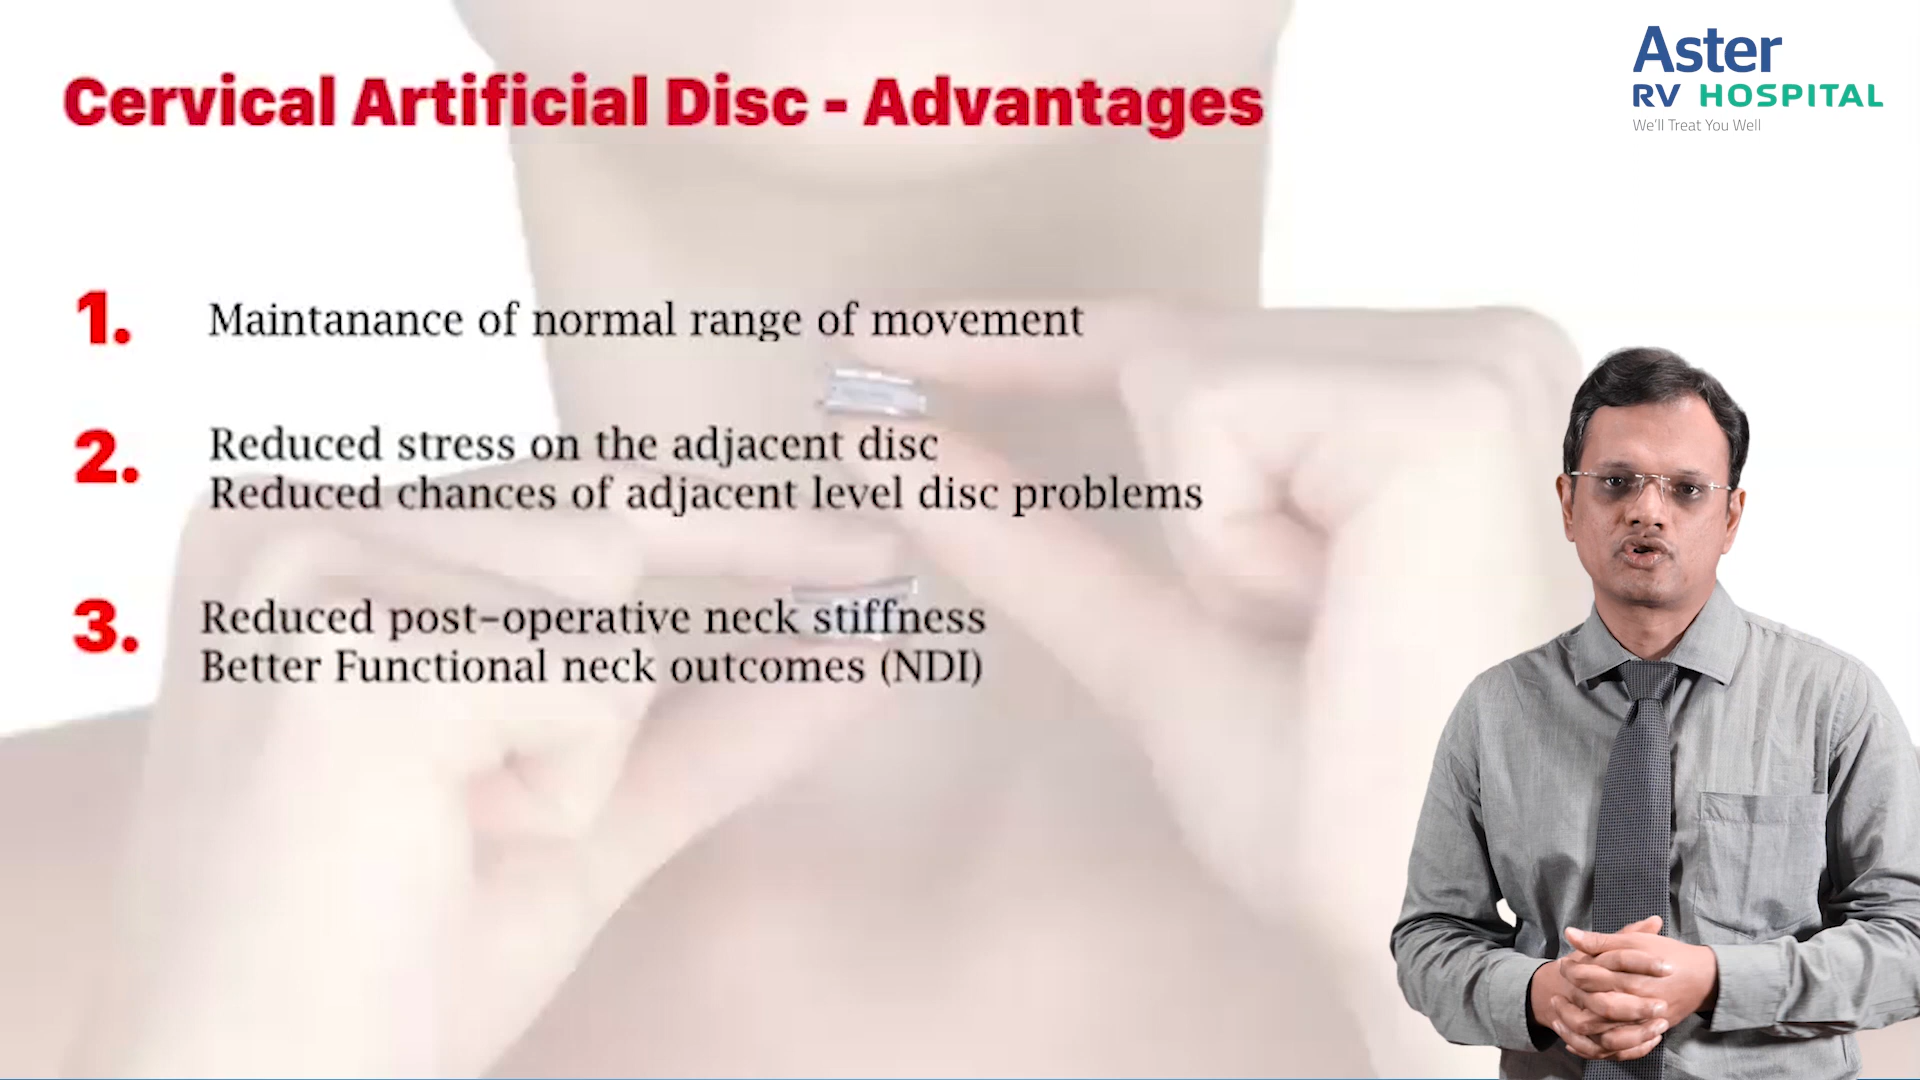 Cervical Artificial Disc - Advantages
Aster
RV HOSPITAL
We'll Treat You Well
1. Maintanance of normal range of movement
2. Reduced stress on the adjacent disc
Reduced chances of adjacent level disc problems
3. Reduced post-operative neck stiffness
Better Functional neck outcomes (NDI)